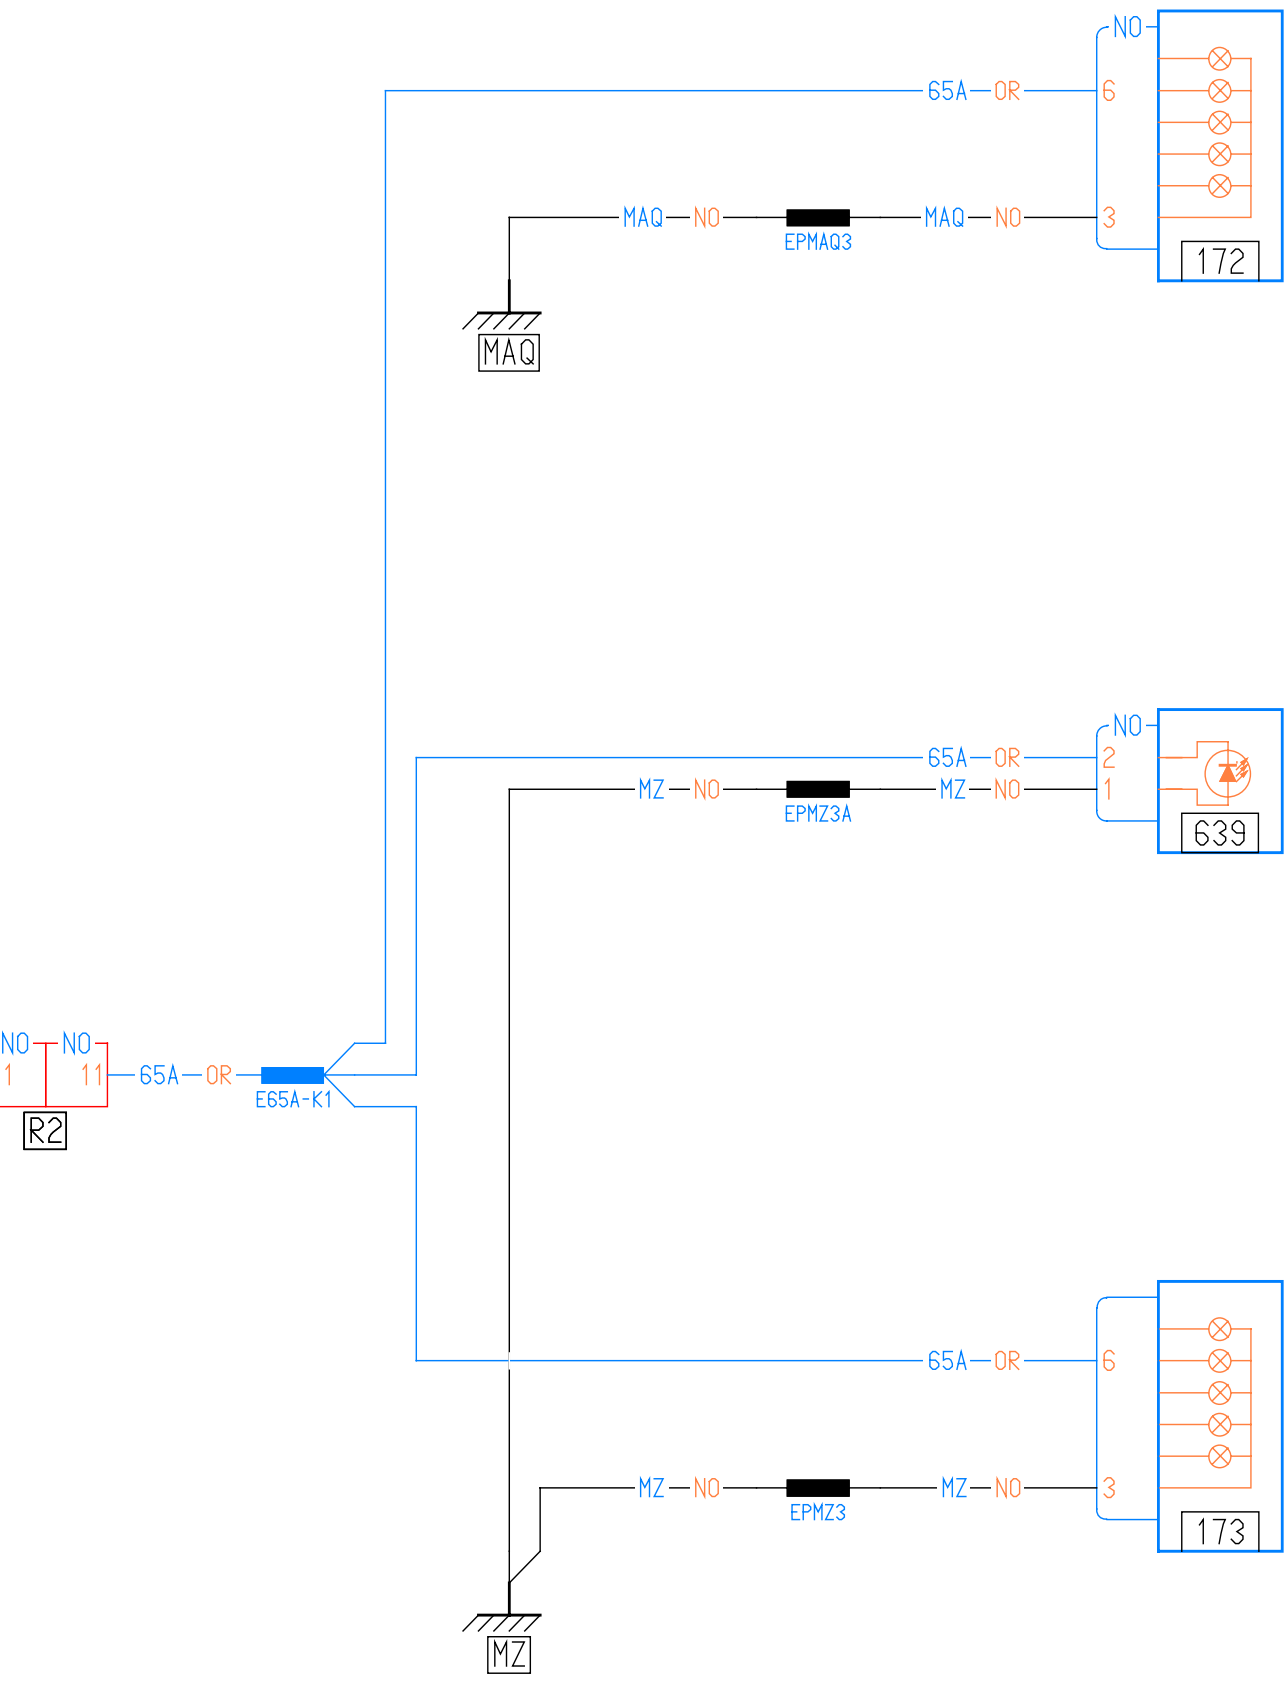 NO
65A OR 6
MAQ NO MAQ NO 3
EPMAQ3
172
MAQ
NO
65A OR 2
MZ NO MZ NO 1
EPMZ3A
639
NO NO
1 11 65A OR
E65A-K1
R2
65A OR 6
MZ NO MZ NO 3
EPMZ3
173
MZ